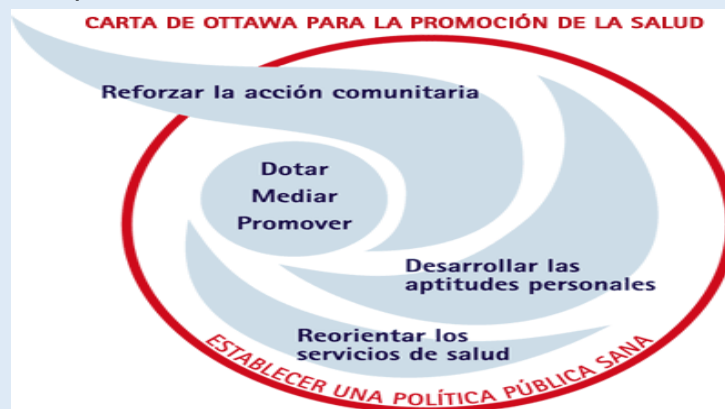 CARTA DE OTTAWA PARA LA PROMOCIÓN DE LA SALUD
Reforzar la acción comunitaria
Dotar
Mediar
Promover
Desarrollar las
aptitudes personales
Reorientar los
servicios de salud
ESTABLECER UNA POLÍTICA PÚBLICA SANA